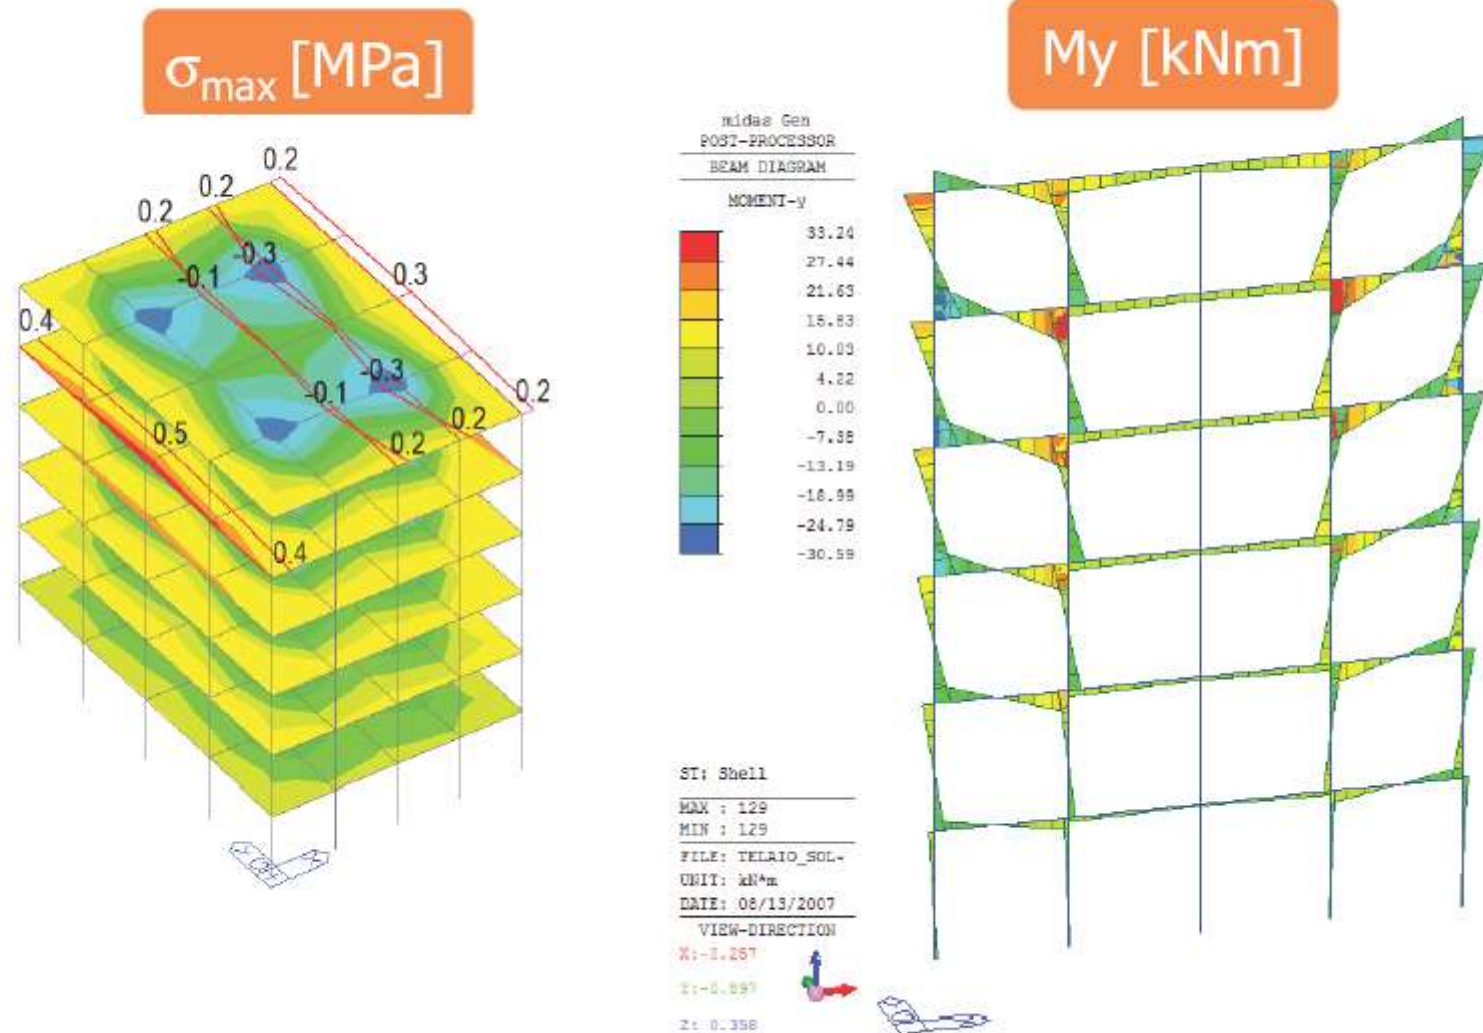 σmax [MPa]
My [kNm]
0.2
0.2
0.2
-0.3
-0.1
0.3
0.4
-0.3
-0.1
0.2
0.2
0.2
0.5
0.4
midas Gen
POST-PROCESSOR
BEAM DIAGRAM
MOMENT-y
33.24
27.44
21.63
15.83
10.03
4.22
0.00
-7.38
-13.19
-18.99
-24.79
-30.59
ST: Shell
MAX : 129
MIN : 129
FILE: TELAIO_SOL~
UNIT: kN*m
DATE: 08/13/2007
VIEW-DIRECTION
Z: 0.358